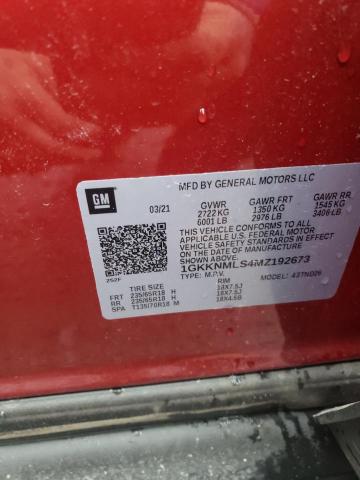 MFD BY GENERAL MOTORS LLC
GM
03/21
GVWR GAWR FRT GAWR RR
2722 KG 1350 KG 1545 KG
6001 LB 2976 LB 3406 LB
THIS VEHICLE CONFORMS TO ALL APPLICABLE
U.S. FEDERAL MOTOR VEHICLE SAFETY
STANDARDS IN EFFECT ON THE DATE OF
MANUFACTURE SHOWN ABOVE.
1GKKNMLS4MZ192673
TYPE: M.P.V. MODEL:
2S2F
TIRE SIZE RIM
FRT 235/65R18 H 18X7.5J
RR 235/65R18 H 18X7.5J
SPA T135/70R18 M 18X4.5B